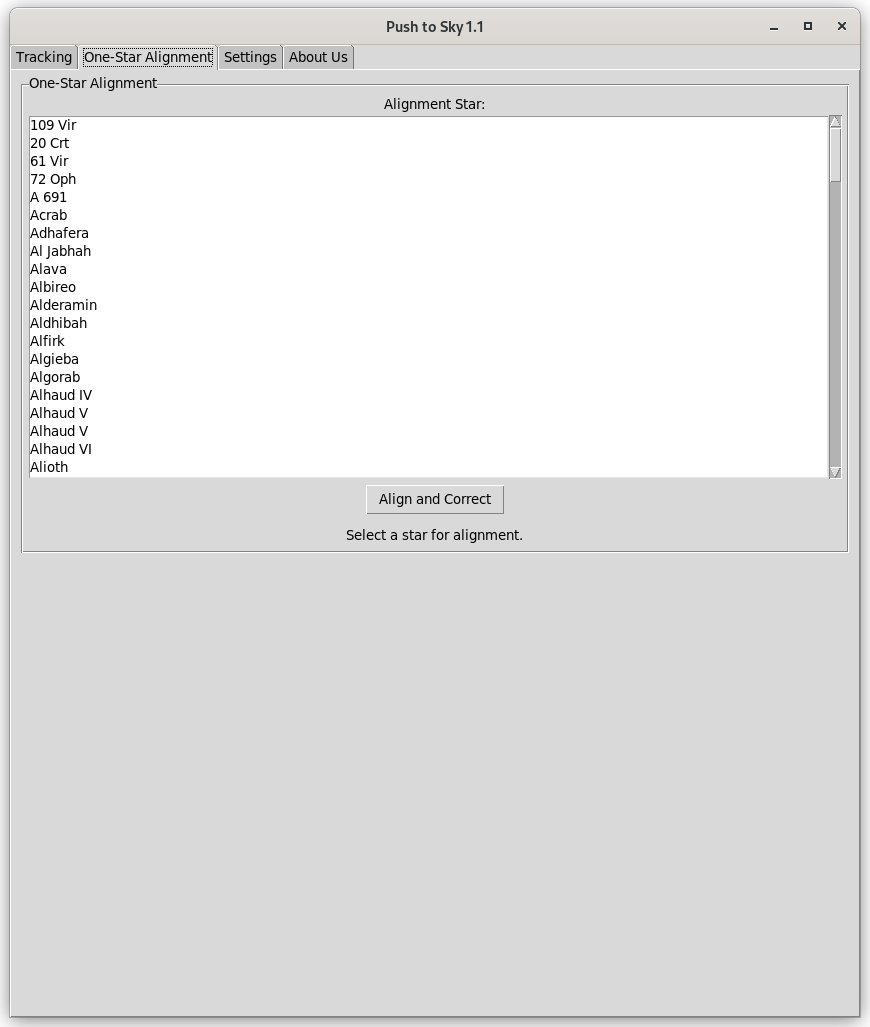 Push to Sky 1.1
Tracking One-Star Alignment Settings About Us
One-Star Alignment
Alignment Star:
109 Vir
20 Crt
61 Vir
72 Oph
A 691
Acrab
Adhafera
Al Jabhah
Alava
Albireo
Alderamin
Aldhibah
Alfirk
Algieba
Algorab
Alhaud IV
Alhaud V
Alhaud V
Alhaud VI
Alioth
Align and Correct
Select a star for alignment.